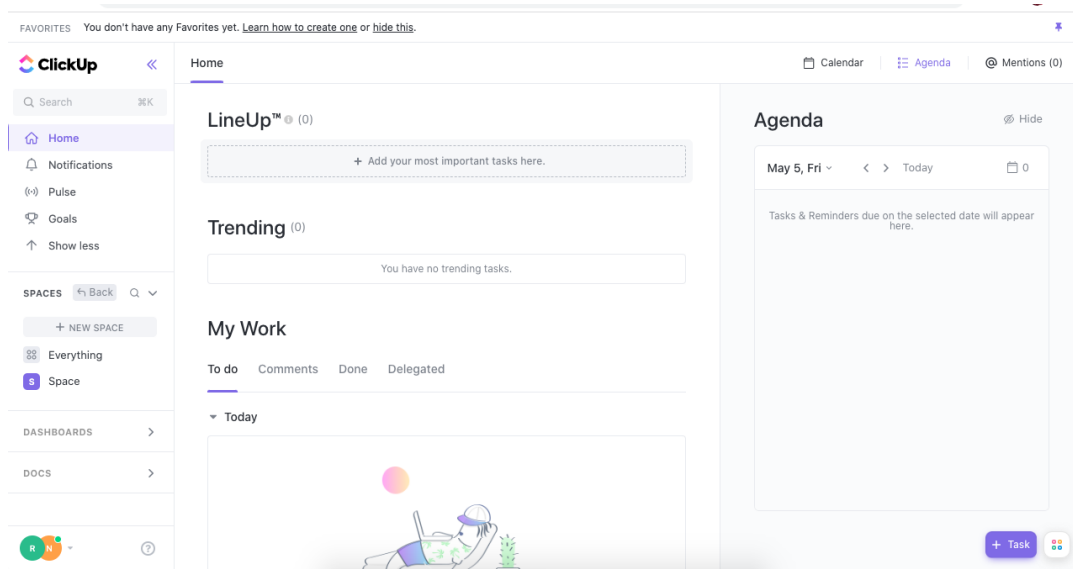 FAVORITES You don't have any Favorites yet. Learn how to create one or hide this.
ClickUp
Search ⌘K
Home
Notifications
Pulse
Goals
Show less
SPACES Back
+ NEW SPACE
Everything
S Space
DASHBOARDS
DOCS
R N
?
Home
Calendar Agenda @ Mentions (0)
LineUp™ (0)
+ Add your most important tasks here.
Trending (0)
You have no trending tasks.
My Work
To do Comments Done Delegated
Today
Agenda Hide
May 5, Fri < > Today 0
Tasks & Reminders due on the selected date will appear
here.
+ Task